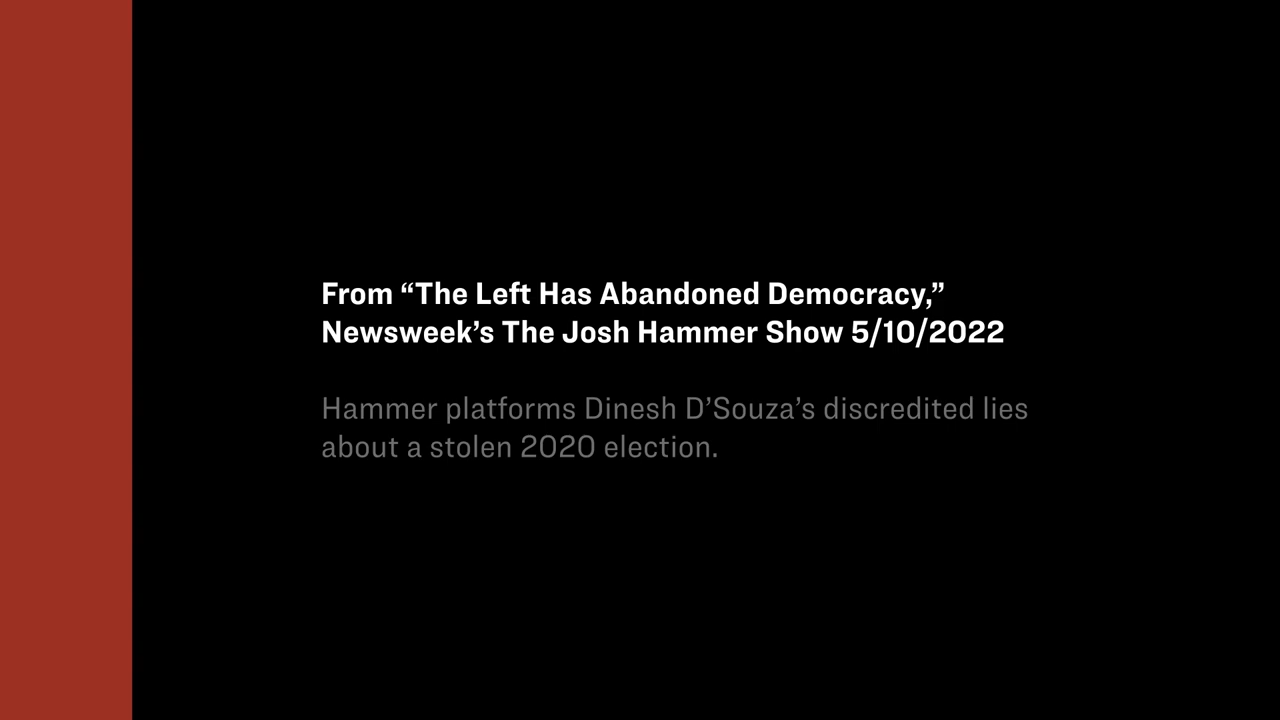 From “The Left Has Abandoned Democracy,”
Newsweek’s The Josh Hammer Show 5/10/2022
Hammer platforms Dinesh D’Souza’s discredited lies
about a stolen 2020 election.